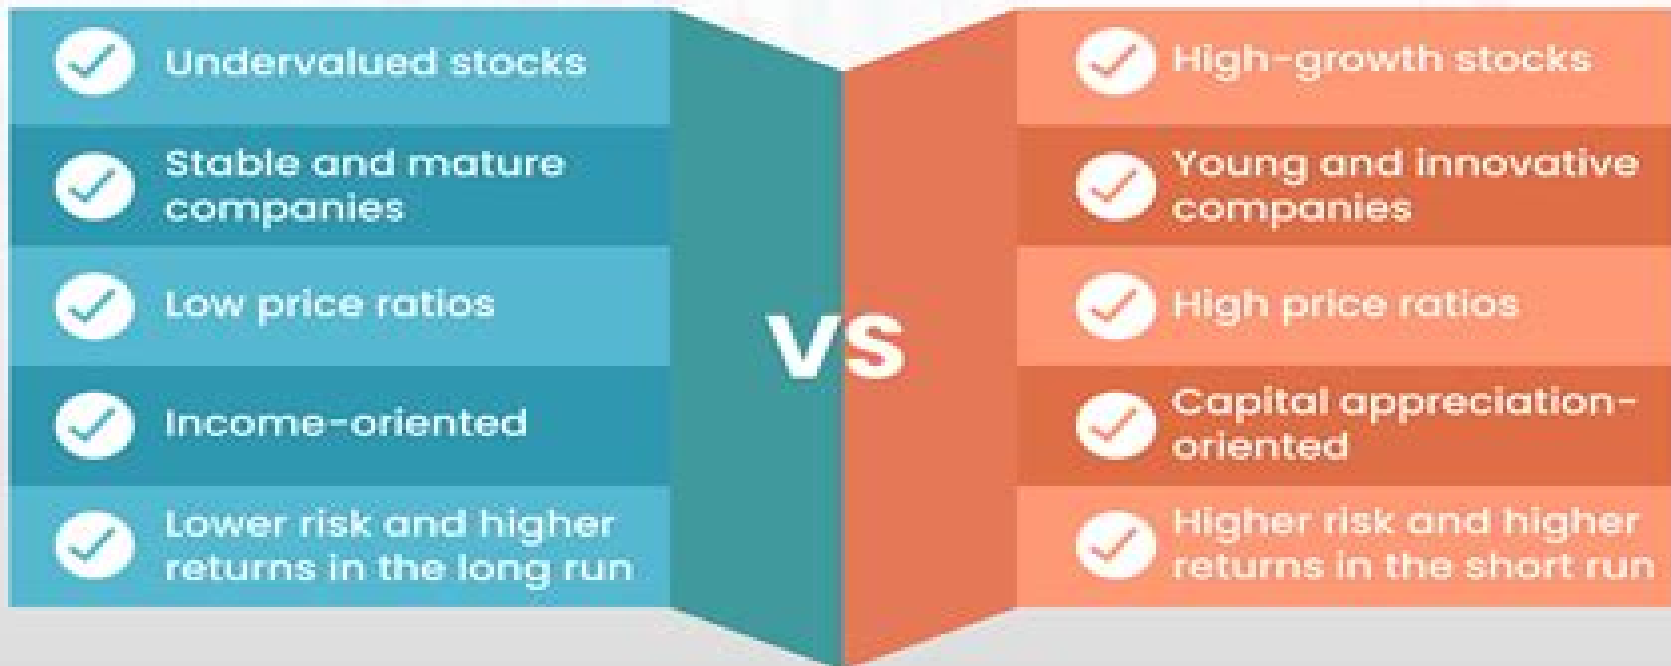 Undervalued stocks
Stable and mature
companies
Low price ratios
Income-oriented
Lower risk and higher
returns in the long run
vs
High-growth stocks
Young and innovative
companies
High price ratios
Capital appreciation-
oriented
Higher risk and higher
returns in the short run